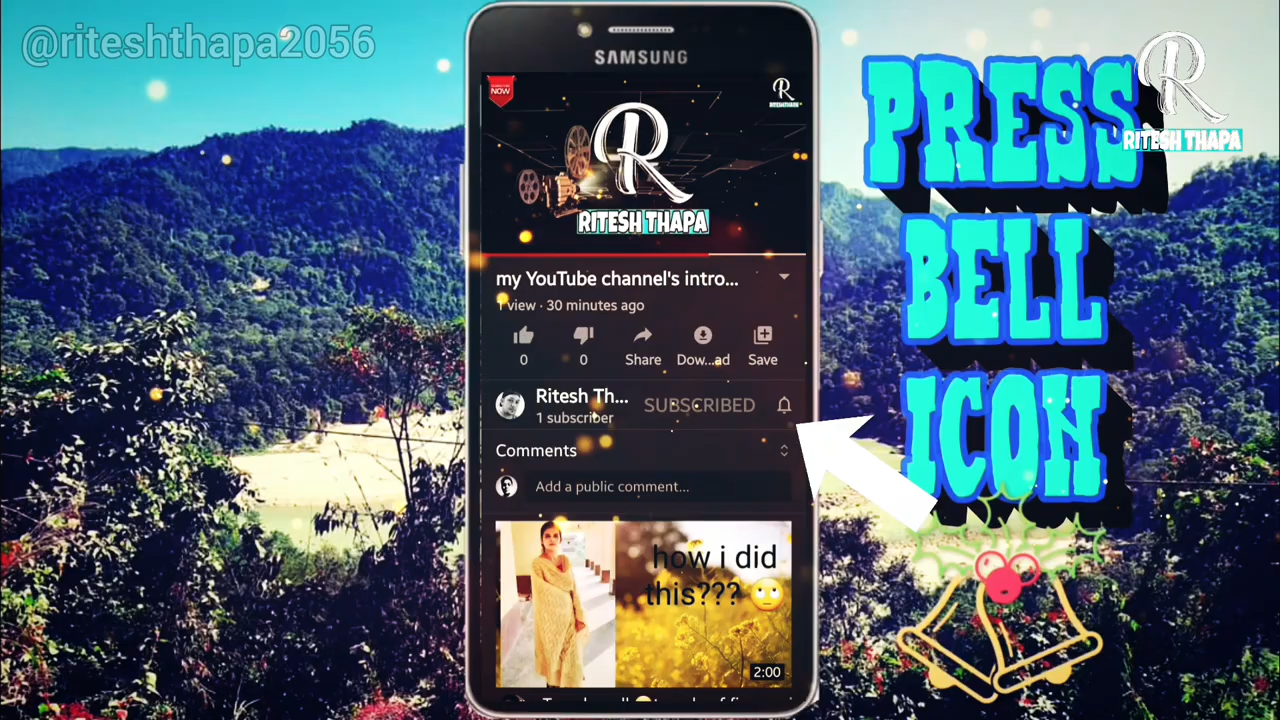 @riteshthapa2056
SAMSUNG
NOW
R
RITESH THAPA
my YouTube channel's intro...
1 view · 30 minutes ago
0
0
Share
Dow...ad
Save
Ritesh Th...
1 subscriber
SUBSCRIBED
Comments
Add a public comment...
how i did
this??? 🙄
2:00
PRESS
BELL
ICON
R
RITESH THAPA